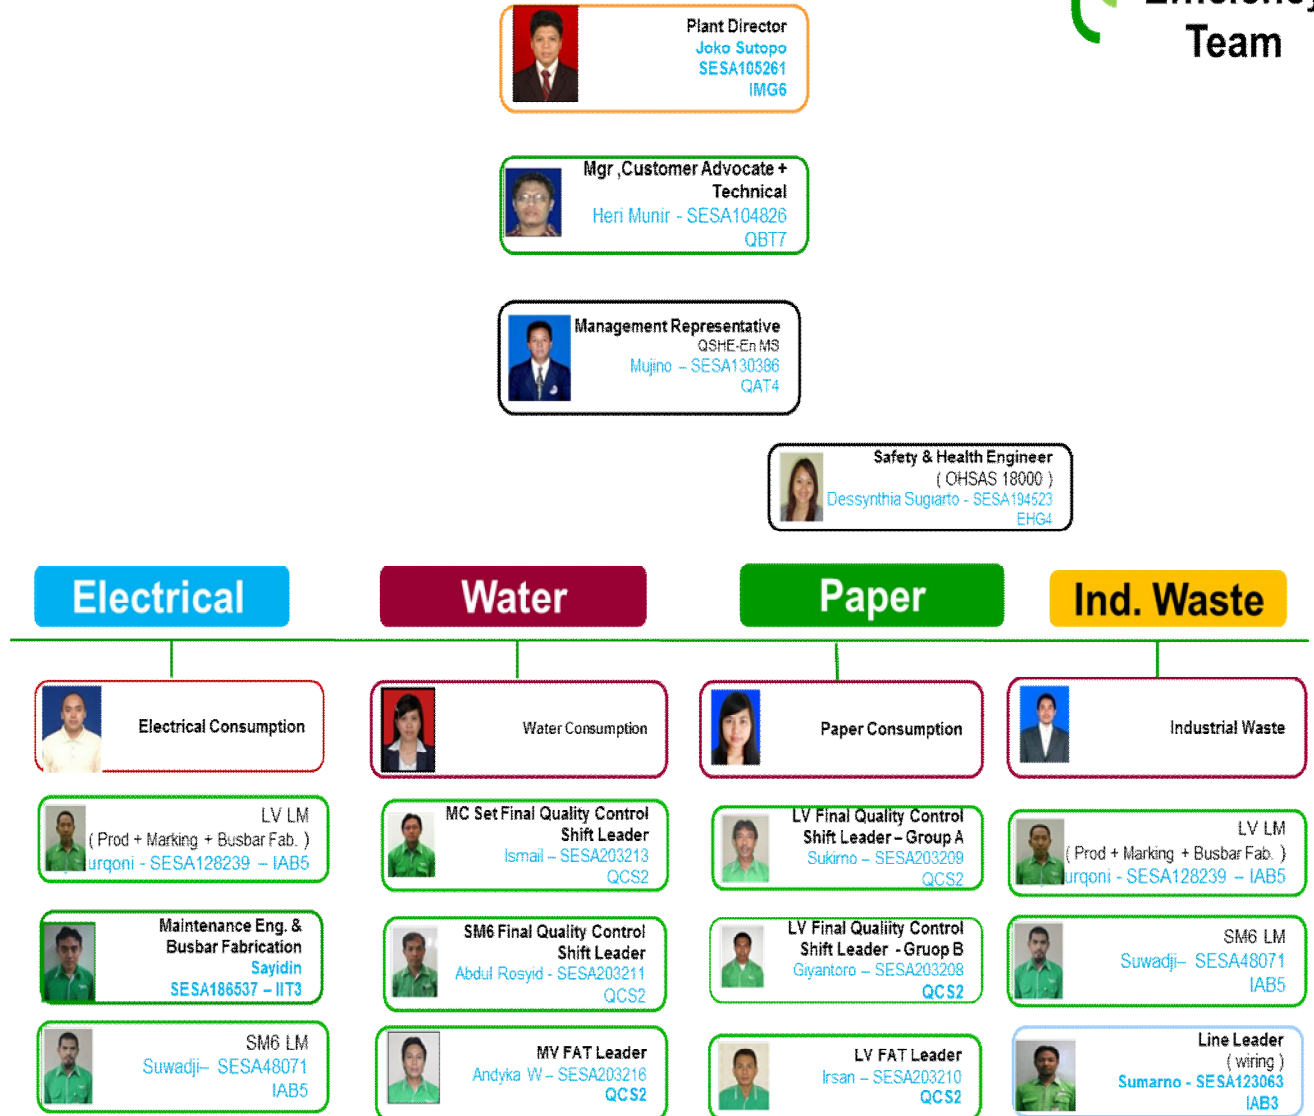 Team
Plant Director
Joko Sutopo
SESA105261
IMG6
Mgr ,Customer Advocate +
Technical
Heri Munir - SESA104826
QBT7
Management Representative
QSHE-En MS
Mujino – SESA130386
QAT4
Safety & Health Engineer
( OHSAS 18000 )
Dessynthia Sugiarto - SESA194523
EHG4
Electrical
Water
Paper
Ind. Waste
Electrical Consumption
Water Consumption
Paper Consumption
Industrial Waste
LV LM
( Prod + Marking + Busbar Fab. )
urqoni - SESA128239 – IAB5
MC Set Final Quality Control
Shift Leader
Ismail – SESA203213
QCS2
LV Final Quality Control
Shift Leader – Group A
Sukirno – SESA203209
QCS2
LV LM
( Prod + Marking + Busbar Fab. )
urqoni - SESA128239 – IAB5
Maintenance Eng. &
Busbar Fabrication
Sayidin
SESA186537 – IIT3
SM6 Final Quality Control
Shift Leader
Abdul Rosyid - SESA203211
QCS2
LV Final Qualiity Control
Shift Leader - Gruop B
Giyantoro – SESA203208
QCS2
SM6 LM
Suwadji– SESA48071
IAB5
SM6 LM
Suwadji– SESA48071
IAB5
MV FAT Leader
Andyka W – SESA203216
QCS2
LV FAT Leader
Irsan – SESA203210
QCS2
Line Leader
( wiring )
Sumarno - SESA123063
IAB3